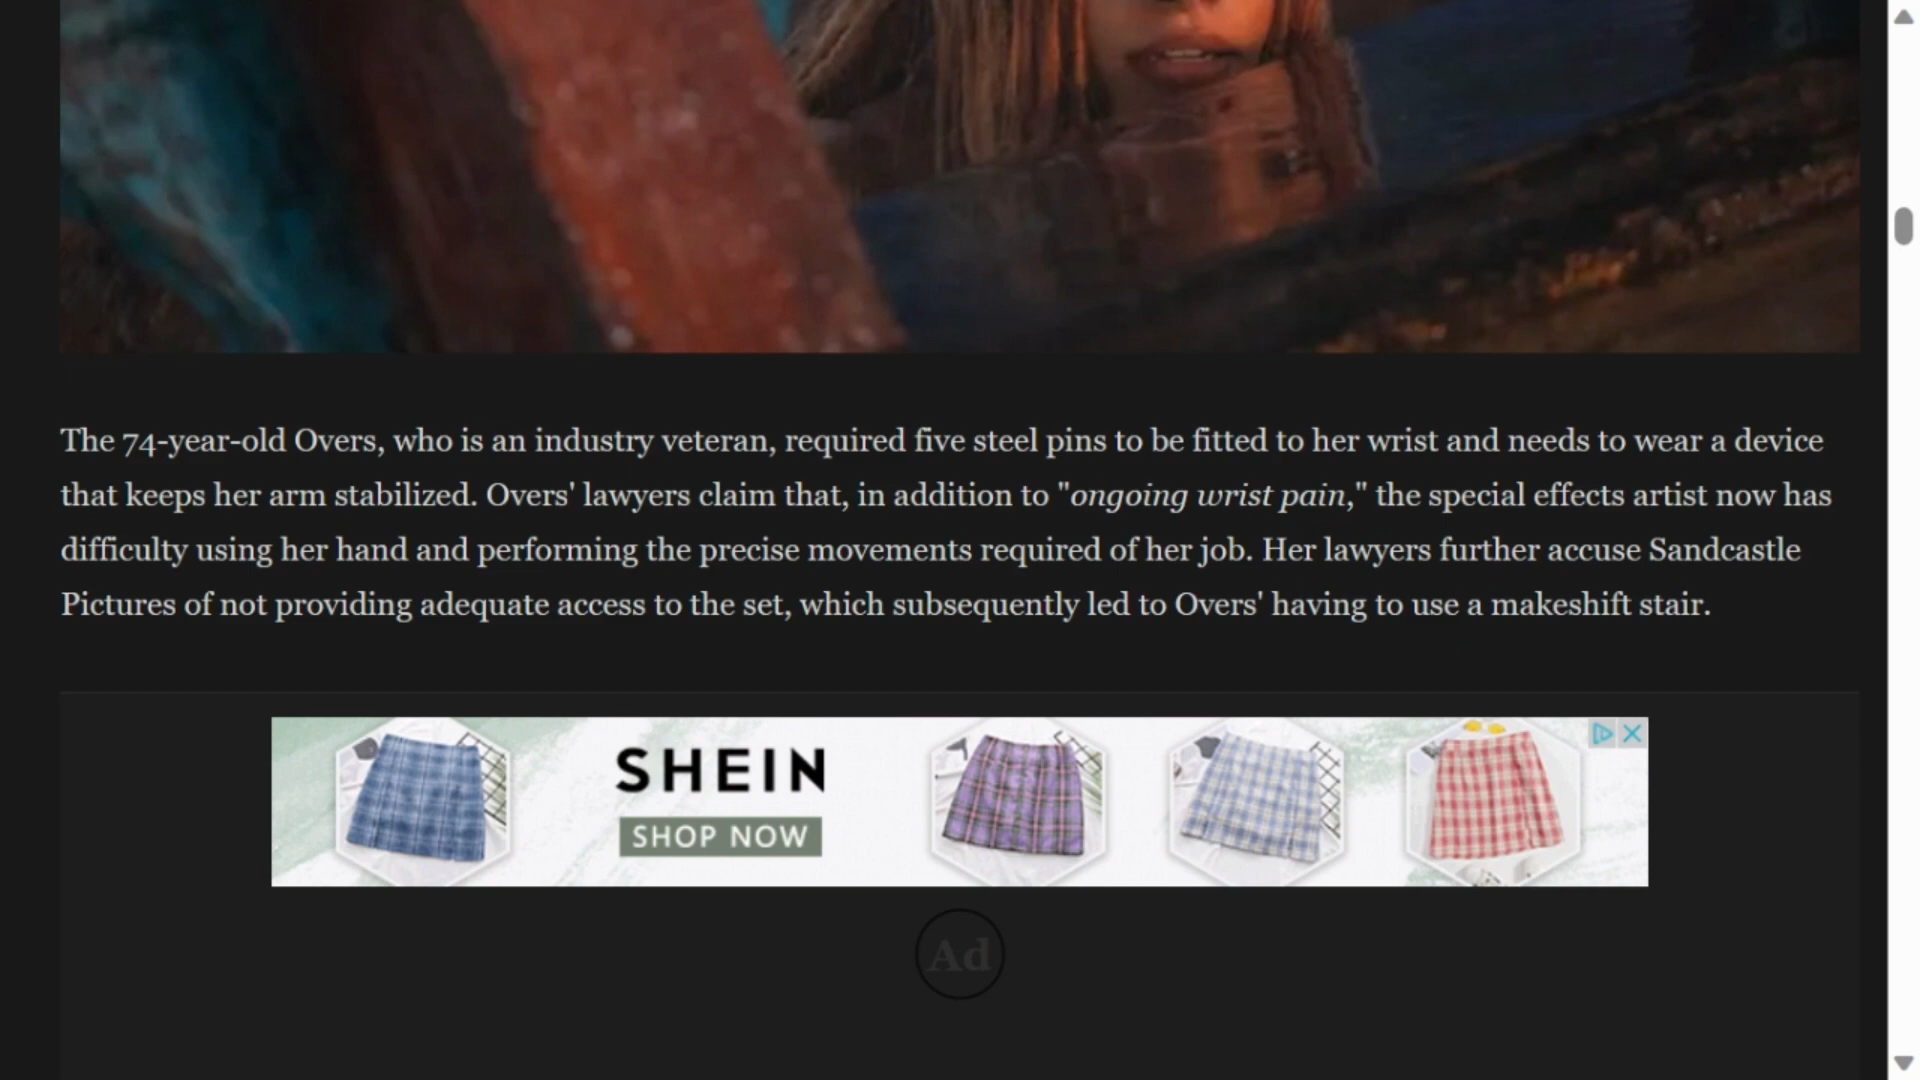 The 74-year-old Overs, who is an industry veteran, required five steel pins to be fitted to her wrist and needs to wear a device
that keeps her arm stabilized. Overs' lawyers claim that, in addition to "ongoing wrist pain," the special effects artist now has
difficulty using her hand and performing the precise movements required of her job. Her lawyers further accuse Sandcastle
Pictures of not providing adequate access to the set, which subsequently led to Overs' having to use a makeshift stair.
SHEIN
SHOP NOW
Ad